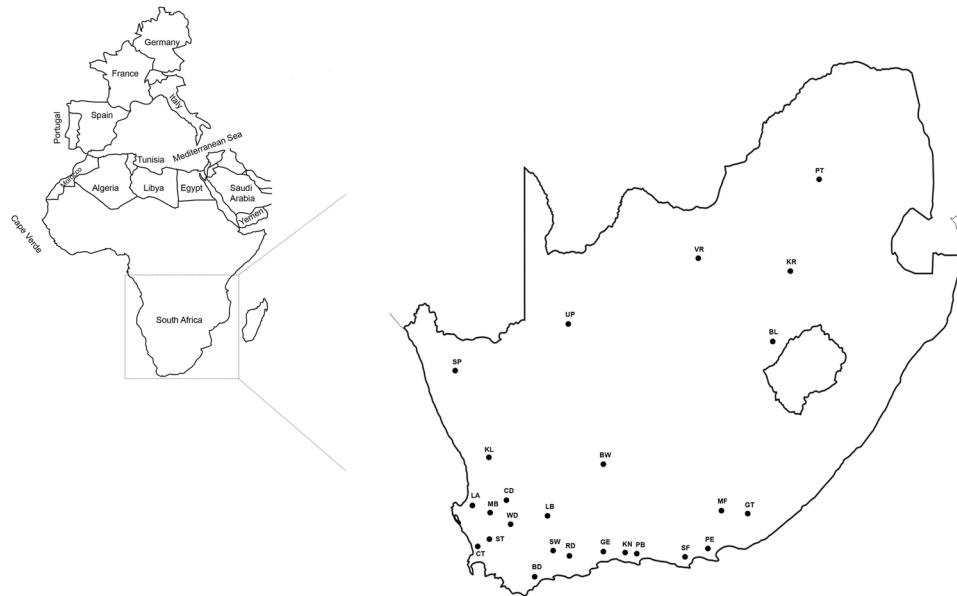 Germany
France
Italy
Portugal
Spain
Mediterranean Sea
Tunisia
Morocco
Algeria
Libya
Egypt
Saudi
Arabia
Yemen
Cape Verde
South Africa
PT
VR
KR
UP
BL
SP
KL
BW
CD
LA
MB
WD
LB
MF
GT
ST
CT
SW
RD
GE
KN
PB
SF
PE
BD